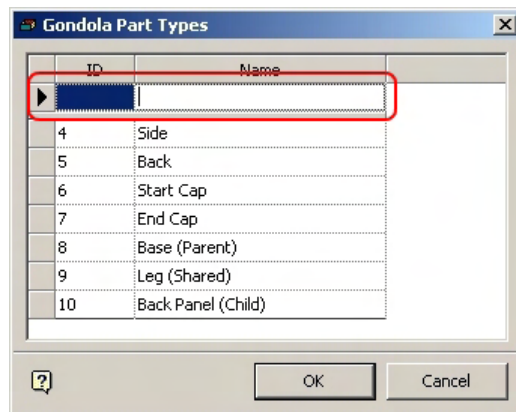 Gondola Part Types
ID Name
4 Side
5 Back
6 Start Cap
7 End Cap
8 Base (Parent)
9 Leg (Shared)
10 Back Panel (Child)
? OK Cancel